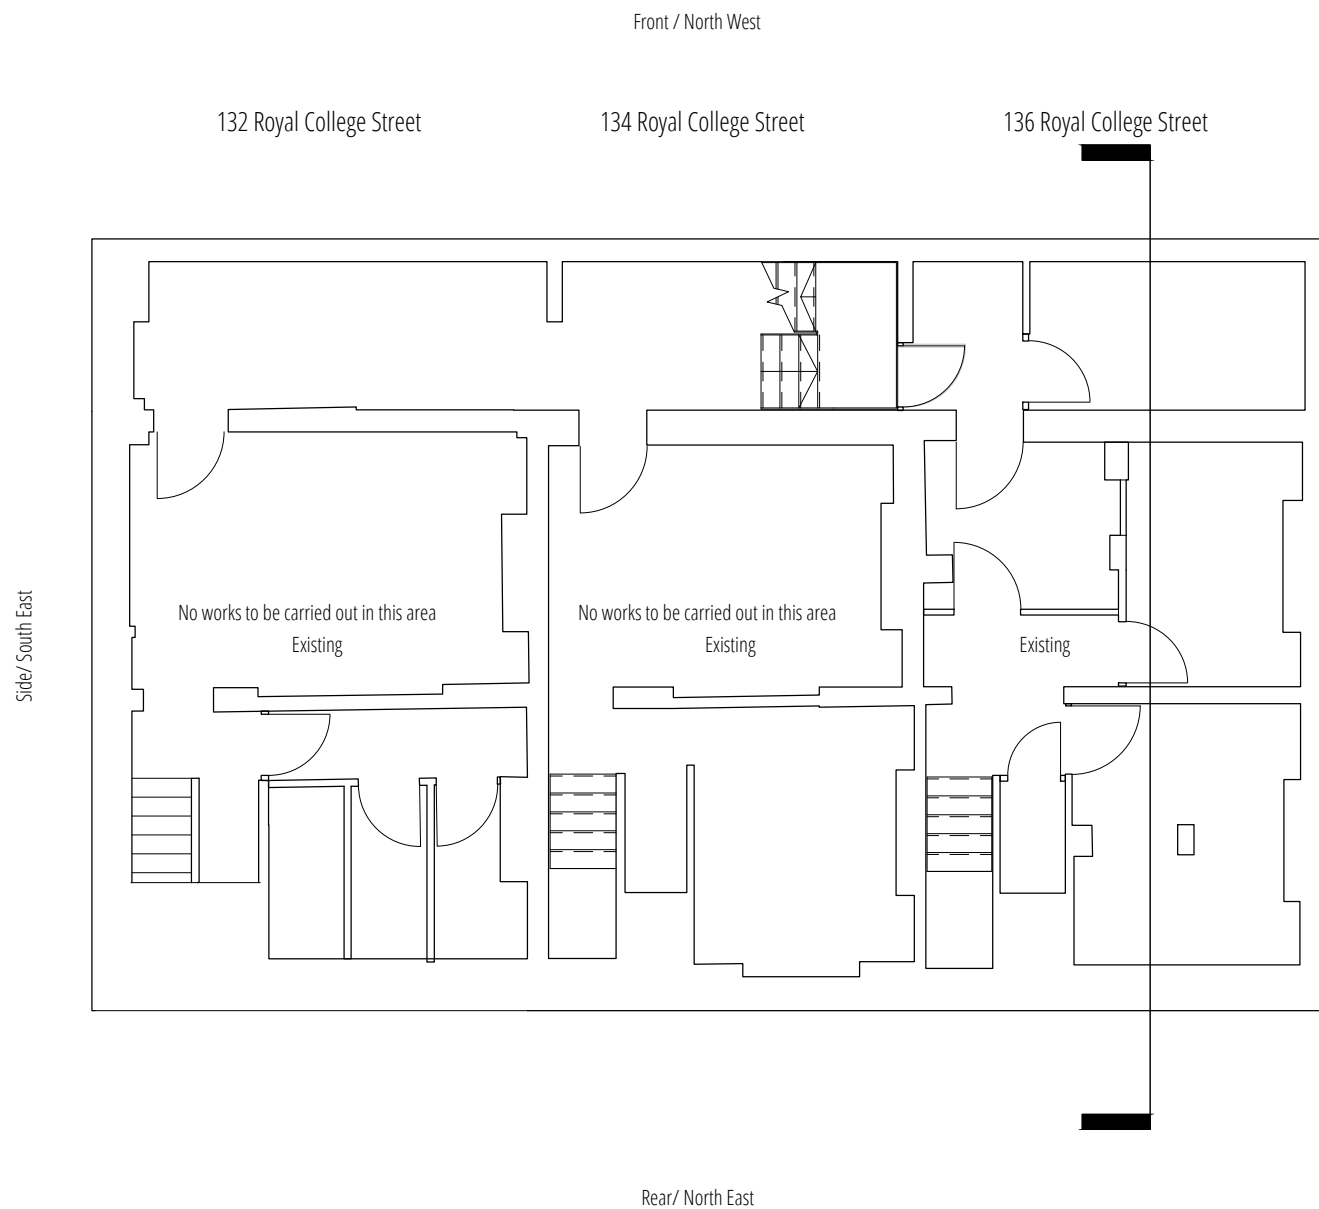 Front / North West
132 Royal College Street
134 Royal College Street
136 Royal College Street
Side/ South East
No works to be carried out in this area
Existing
No works to be carried out in this area
Existing
Existing
Rear/ North East